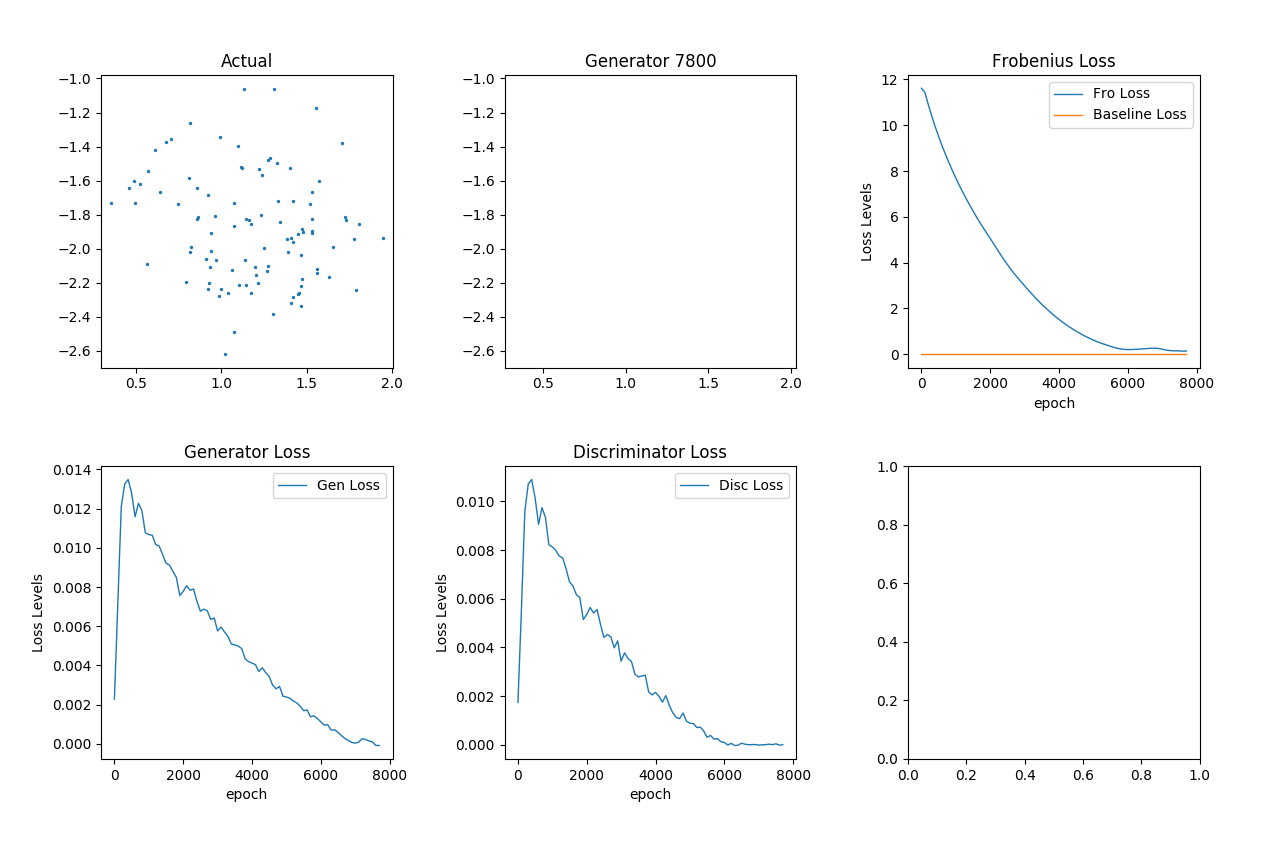 Actual
−1.0
−1.2
−1.4
−1.6
−1.8
−2.0
−2.2
−2.4
−2.6
0.5 1.0 1.5 2.0
Generator 7800
−1.0
−1.2
−1.4
−1.6
−1.8
−2.0
−2.2
−2.4
−2.6
0.5 1.0 1.5 2.0
Frobenius Loss
Fro Loss
Baseline Loss
Loss Levels
12
10
8
6
4
2
0
0 2000 4000 6000 8000
epoch
Generator Loss
Gen Loss
Loss Levels
0.014
0.012
0.010
0.008
0.006
0.004
0.002
0.000
0 2000 4000 6000 8000
epoch
Discriminator Loss
Disc Loss
Loss Levels
0.010
0.008
0.006
0.004
0.002
0.000
0 2000 4000 6000 8000
epoch
1.0
0.8
0.6
0.4
0.2
0.0
0.0 0.2 0.4 0.6 0.8 1.0